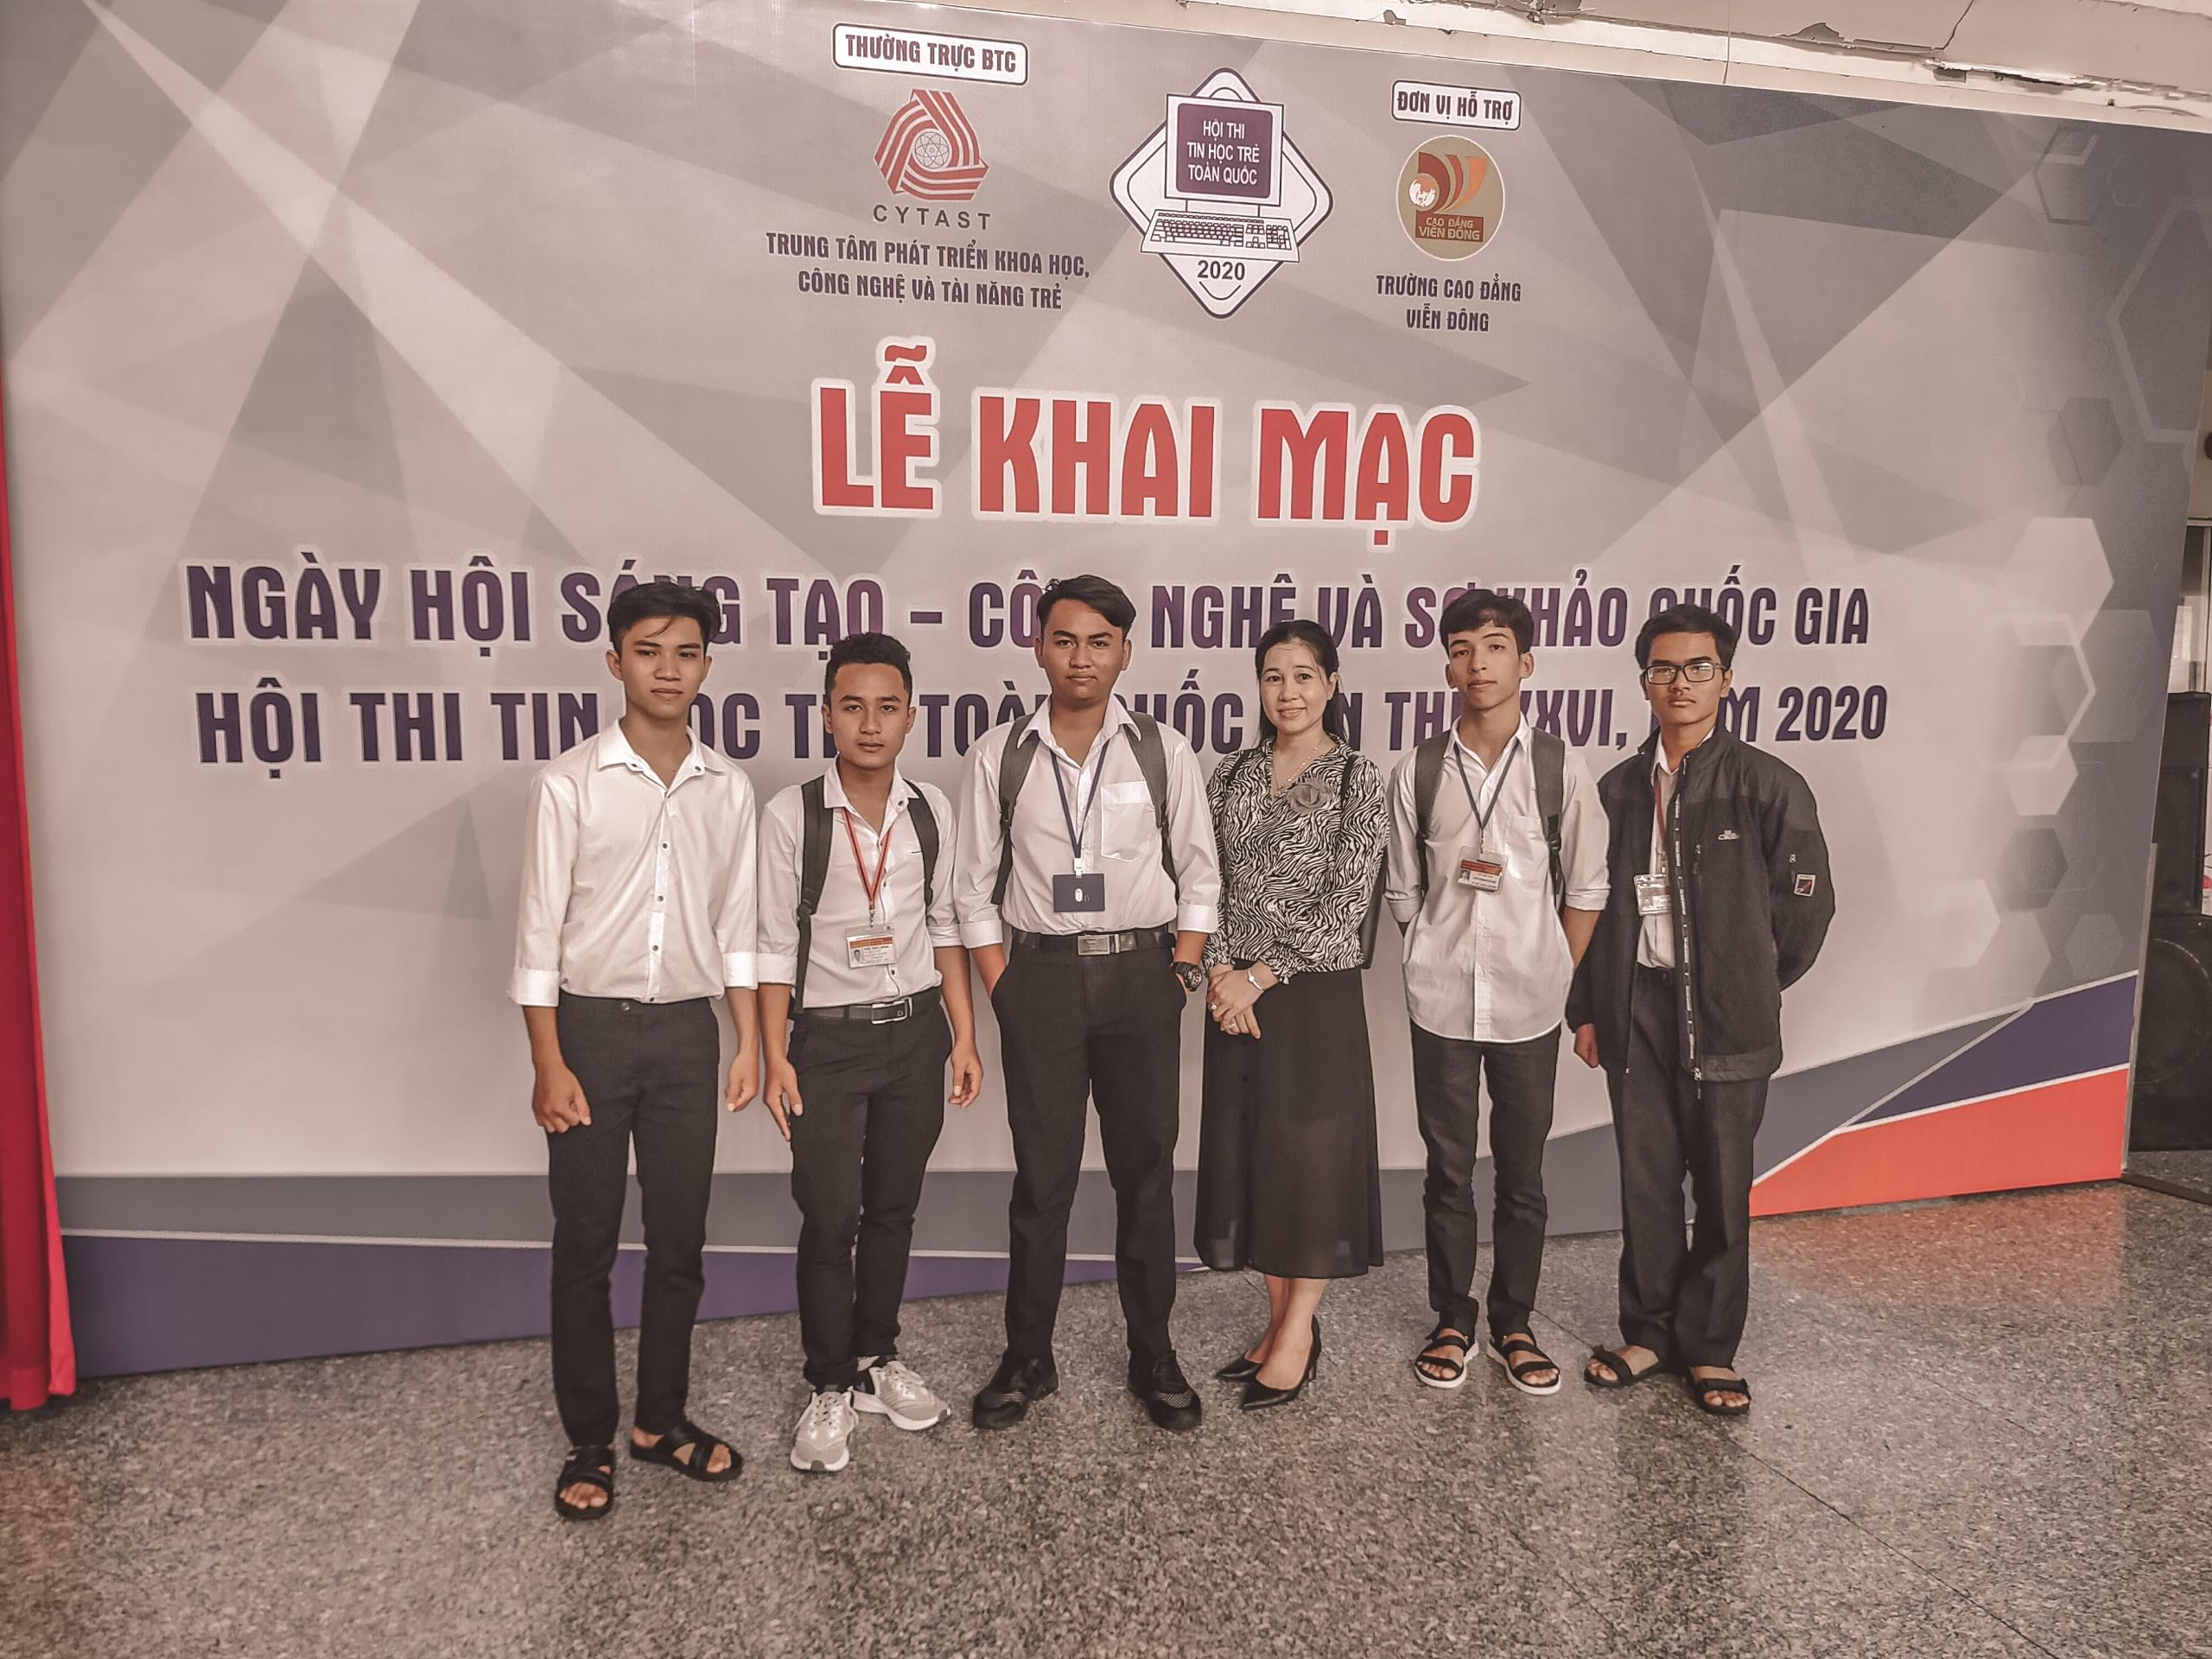 THƯỜNG TRỰC BTC
CYTAST
TRUNG TÂM PHÁT TRIỂN KHOA HỌC,
CÔNG NGHỆ VÀ TÀI NĂNG TRẺ
HỘI THI
TIN HỌC TRẺ
TOÀN QUỐC
2020
ĐƠN VỊ HỖ TRỢ
CAO ĐẲNG
VIỄN ĐÔNG
TRƯỜNG CAO ĐẲNG
VIỄN ĐÔNG
LỄ KHAI MẠC
NGÀY HỘI SÁNG TẠO – CÔNG NGHỆ VÀ SƠ KHẢO QUỐC GIA
HỘI THI TIN HỌC TRẺ TOÀN QUỐC LẦN THỨ XXVI, NĂM 2020